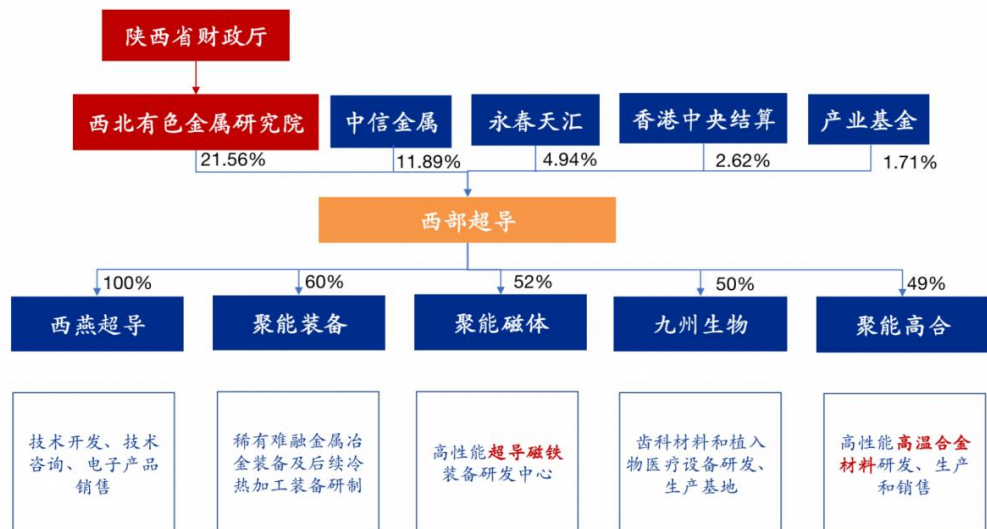 陕西省财政厅
西北有色金属研究院
中信金属
永春天汇
香港中央结算
产业基金
21.56%
11.89%
4.94%
2.62%
1.71%
西部超导
100%
60%
52%
50%
49%
西燕超导
聚能装备
聚能磁体
九州生物
聚能高合
技术开发、技术
咨询、电子产品
销售
稀有难融金属冶
金装备及后续冷
热加工装备研制
高性能超导磁铁
装备研发中心
齿科材料和植入
物医疗设备研发、
生产基地
高性能高温合金
材料研发、生产
和销售